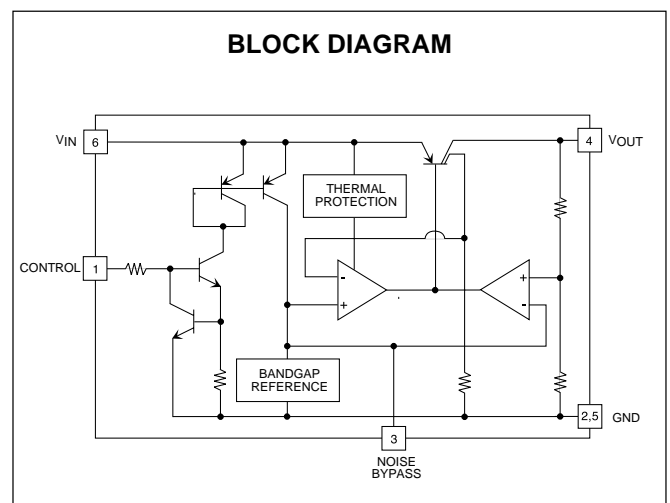 BLOCK DIAGRAM
VIN
6
4
VOUT
THERMAL
PROTECTION
CONTROL
1
-
+
+
-
BANDGAP
REFERENCE
2,5
GND
3
NOISE
BYPASS